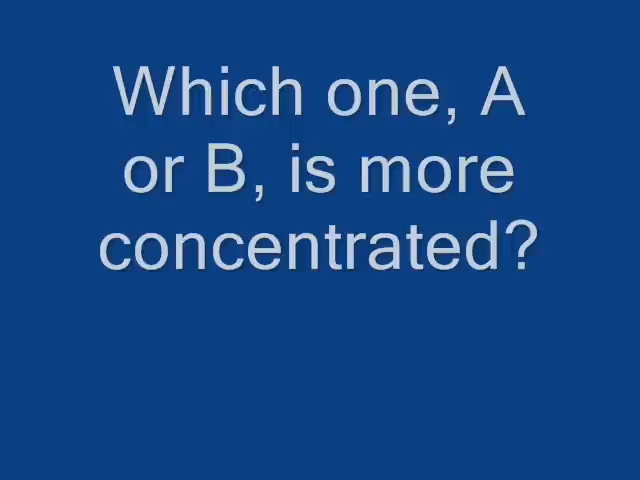 Which one, A
or B, is more
concentrated?